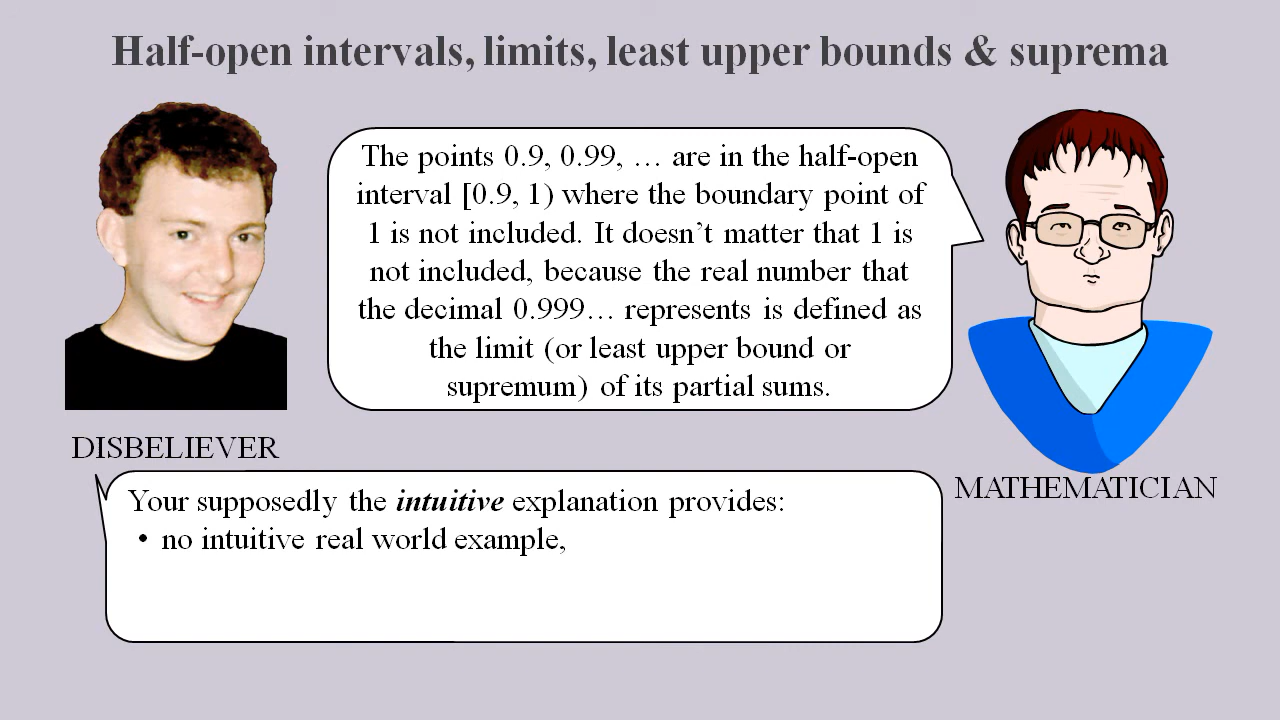 Half-open intervals, limits, least upper bounds & suprema
The points 0.9, 0.99, … are in the half-open
interval [0.9, 1) where the boundary point of
1 is not included. It doesn’t matter that 1 is
not included, because the real number that
the decimal 0.999… represents is defined as
the limit (or least upper bound or
supremum) of its partial sums.
DISBELIEVER
MATHEMATICIAN
Your supposedly the intuitive explanation provides:
• no intuitive real world example,